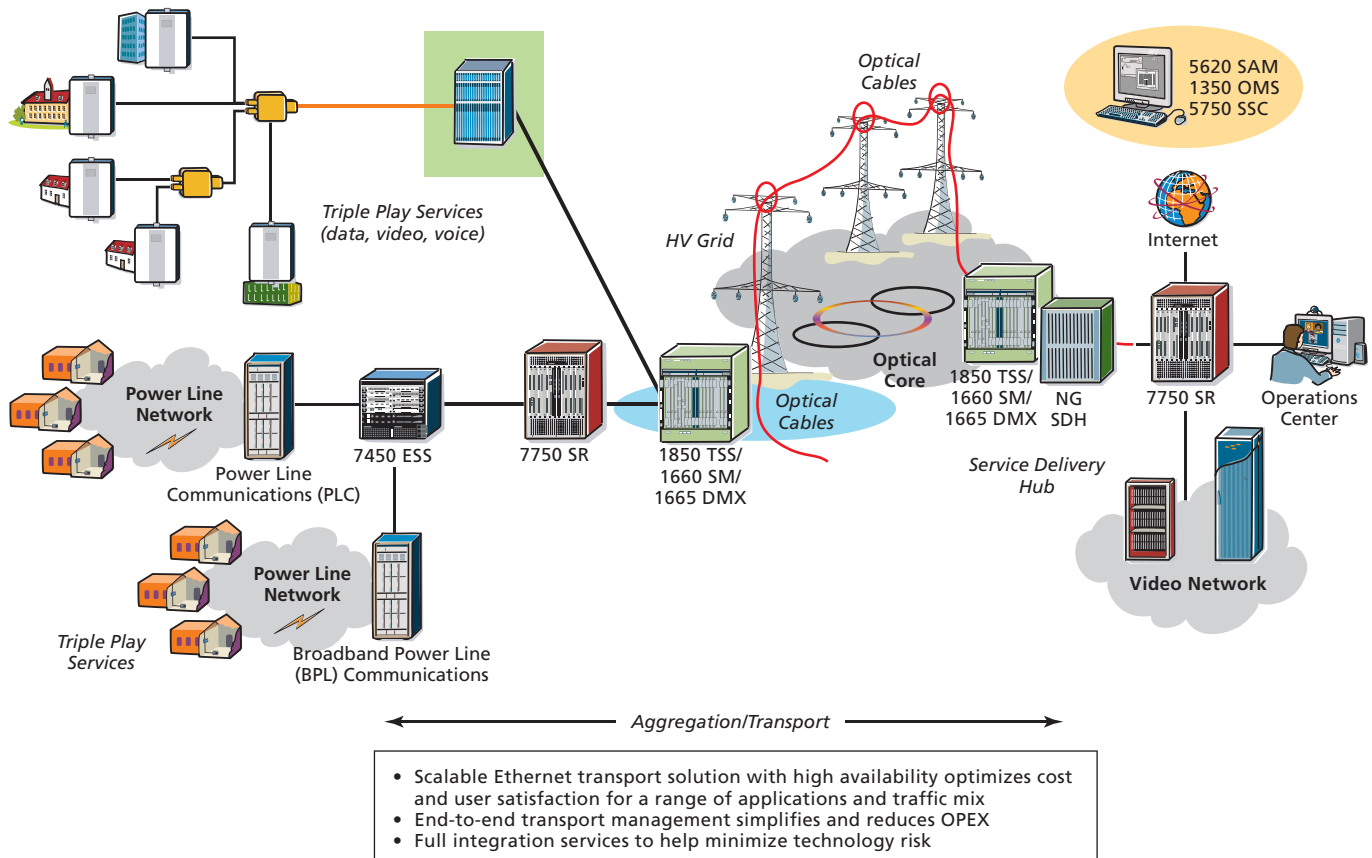 Optical
Cables
5620 SAM
1350 OMS
5750 SSC
Triple Play Services
(data, video, voice)
HV Grid
Internet
Optical
Core
1850 TSS/
1660 SM/
1665 DMX
NG
SDH
7750 SR
Operations
Center
Power Line
Network
Power Line
Communications (PLC)
7450 ESS
7750 SR
1850 TSS/
1660 SM/
1665 DMX
Optical
Cables
Service Delivery
Hub
Video Network
Power Line
Network
Triple Play
Services
Broadband Power Line
(BPL) Communications
Aggregation/Transport
• Scalable Ethernet transport solution with high availability optimizes cost
and user satisfaction for a range of applications and traffic mix
• End-to-end transport management simplifies and reduces OPEX
• Full integration services to help minimize technology risk